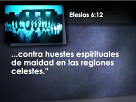 Efesios 6:12
...contra huestes espirituales
de maldad en las regiones
celestes."